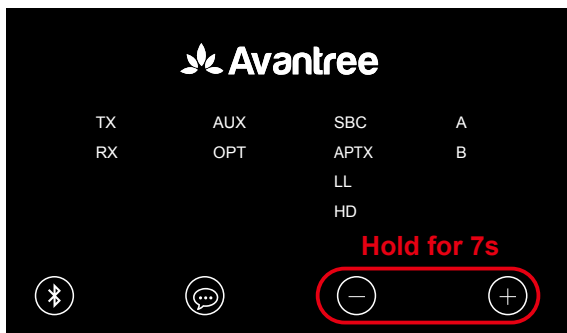 Avantree
TX AUX SBC A
RX OPT APTX B
LL
HD
Hold for 7s